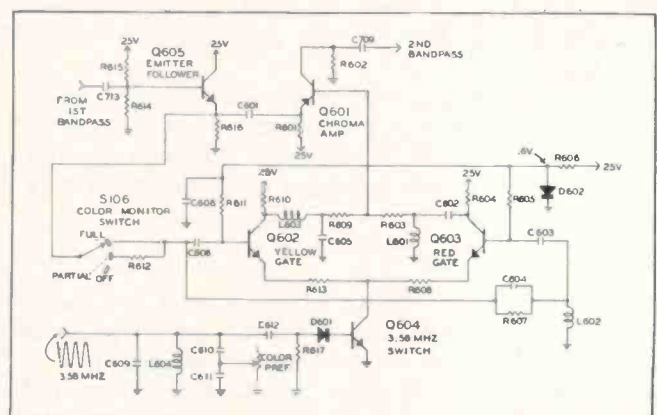 25V
Q605
EMITTER
FOLLOWER
R615
C713
FROM
1ST
BANDPASS
R614
R616
C601
R601
25V
Q601
CHROMA
AMP
C709
R602
2ND
BANDPASS
S106
COLOR MONITOR
SWITCH
FULL
PARTIAL
OFF
R612
C606
R611
C608
25V
R610
L603
Q602
YELLOW
GATE
C605
R809
R603
L601
C802
25V
R604
Q603
RED
GATE
R605
.6V
R606
25V
D602
C603
C604
R607
L602
R613
R608
Q604
3.58 MHZ
SWITCH
3.58 MHZ
C609
L604
C610
C611
COLOR
PREF
C612
D601
R617